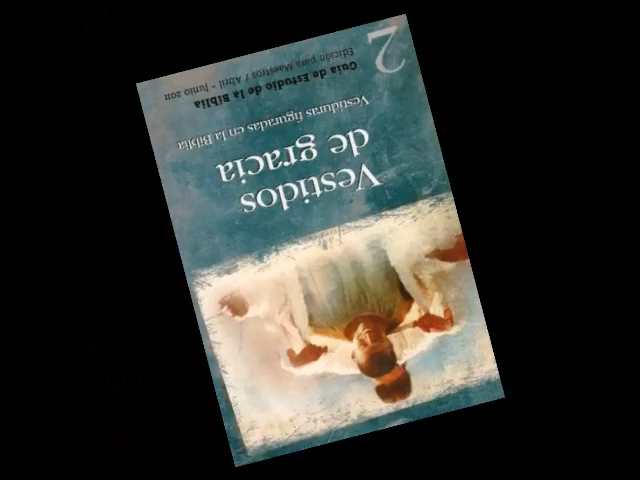 Vestidos
de gracia
Vestiduras figuradas en la Biblia
Guía de Estudio de la Biblia
Edición para Maestros / Abril - Junio 2011
2